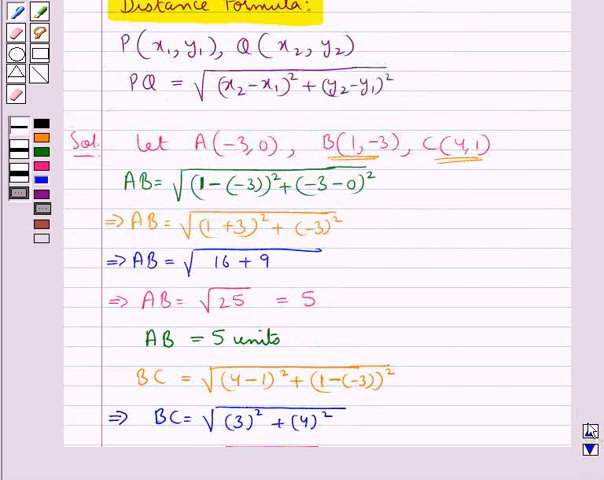 Distance Formula:
P(x₁, y₁), Q(x₂, y₂)
PQ = √((x₂-x₁)² + (y₂-y₁)²)
Sol. let A(-3,0), B(1,-3), C(4,1)
AB = √((1-(-3))² + (-3-0)²)
⇒ AB = √((1+3)² + (-3)²)
⇒ AB = √(16 + 9)
⇒ AB = √25 = 5
AB = 5 units
BC = √((4-1)² + (1-(-3))²)
⇒ BC = √((3)² + (4)²)